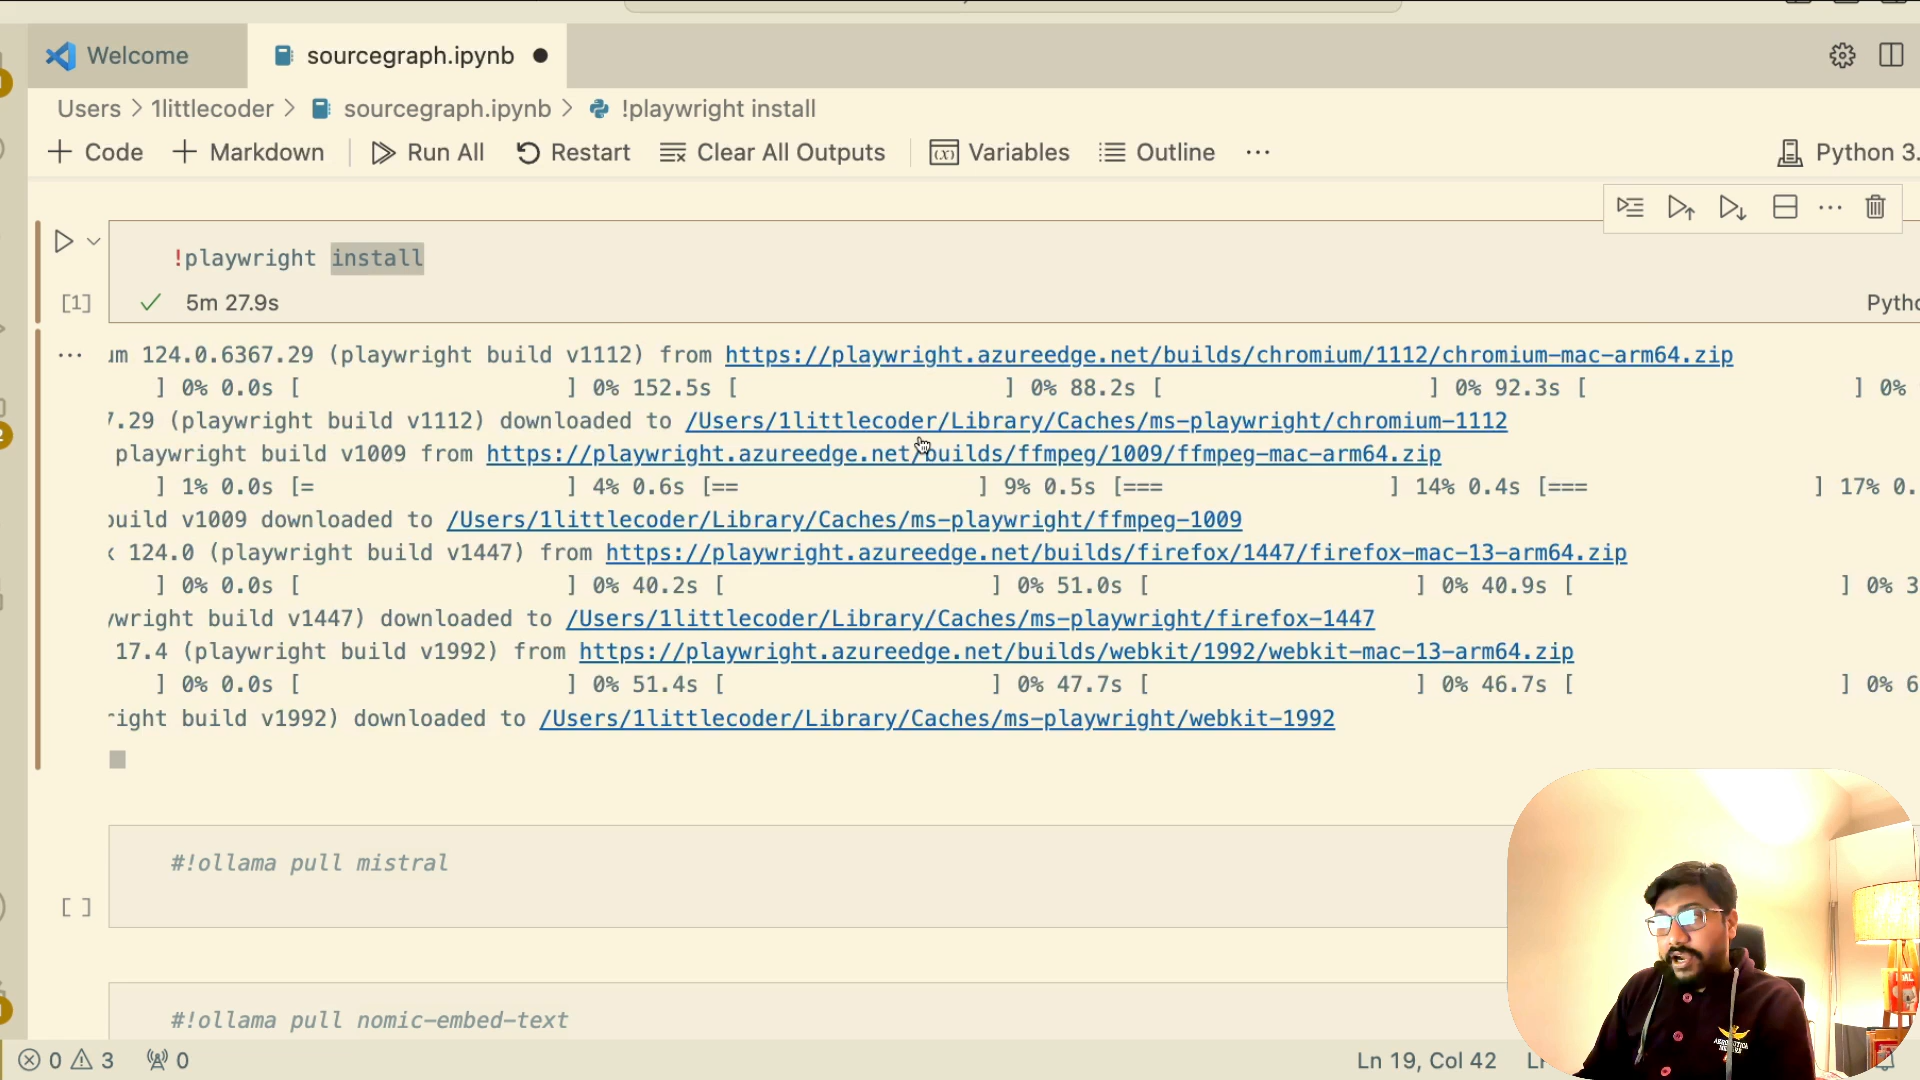 Welcome
sourcegraph.ipynb
Users > 1littlecoder > sourcegraph.ipynb > !playwright install
+ Code + Markdown Run All Restart Clear All Outputs Variables Outline ...
Python 3.
!playwright install
[1] 5m 27.9s
Pytho
... um 124.0.6367.29 (playwright build v1112) from https://playwright.azureedge.net/builds/chromium/1112/chromium-mac-arm64.zip
] 0% 0.0s [ ] 0% 152.5s [ ] 0% 88.2s [ ] 0% 92.3s [ ] 0%
7.29 (playwright build v1112) downloaded to /Users/1littlecoder/Library/Caches/ms-playwright/chromium-1112
playwright build v1009 from https://playwright.azureedge.net/builds/ffmpeg/1009/ffmpeg-mac-arm64.zip
] 1% 0.0s [= ] 4% 0.6s [== ] 9% 0.5s [=== ] 14% 0.4s [=== ] 17% 0.
build v1009 downloaded to /Users/1littlecoder/Library/Caches/ms-playwright/ffmpeg-1009
x 124.0 (playwright build v1447) from https://playwright.azureedge.net/builds/firefox/1447/firefox-mac-13-arm64.zip
] 0% 0.0s [ ] 0% 40.2s [ ] 0% 51.0s [ ] 0% 40.9s [ ] 0% 3
ywright build v1447) downloaded to /Users/1littlecoder/Library/Caches/ms-playwright/firefox-1447
17.4 (playwright build v1992) from https://playwright.azureedge.net/builds/webkit/1992/webkit-mac-13-arm64.zip
] 0% 0.0s [ ] 0% 51.4s [ ] 0% 47.7s [ ] 0% 46.7s [ ] 0% 6
right build v1992) downloaded to /Users/1littlecoder/Library/Caches/ms-playwright/webkit-1992
#!ollama pull mistral
[ ]
#!ollama pull nomic-embed-text
0 3 0
Ln 19, Col 42